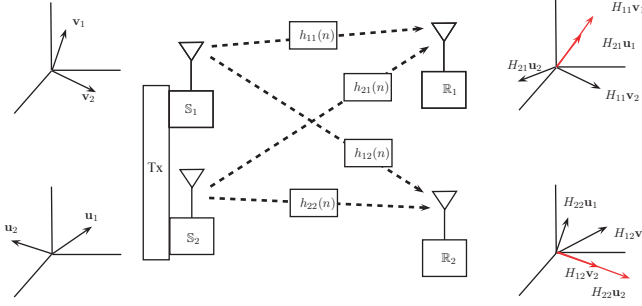 v₁
v₂
u₂
u₁
Tx
𝕊₁
𝕊₂
h₁₁(n)
h₂₁(n)
h₁₂(n)
h₂₂(n)
ℝ₁
ℝ₂
H₁₁v₁
H₂₁u₁
H₂₁u₂
H₁₁v₂
H₂₂u₁
H₁₂v
H₁₂v₂
H₂₂u₂